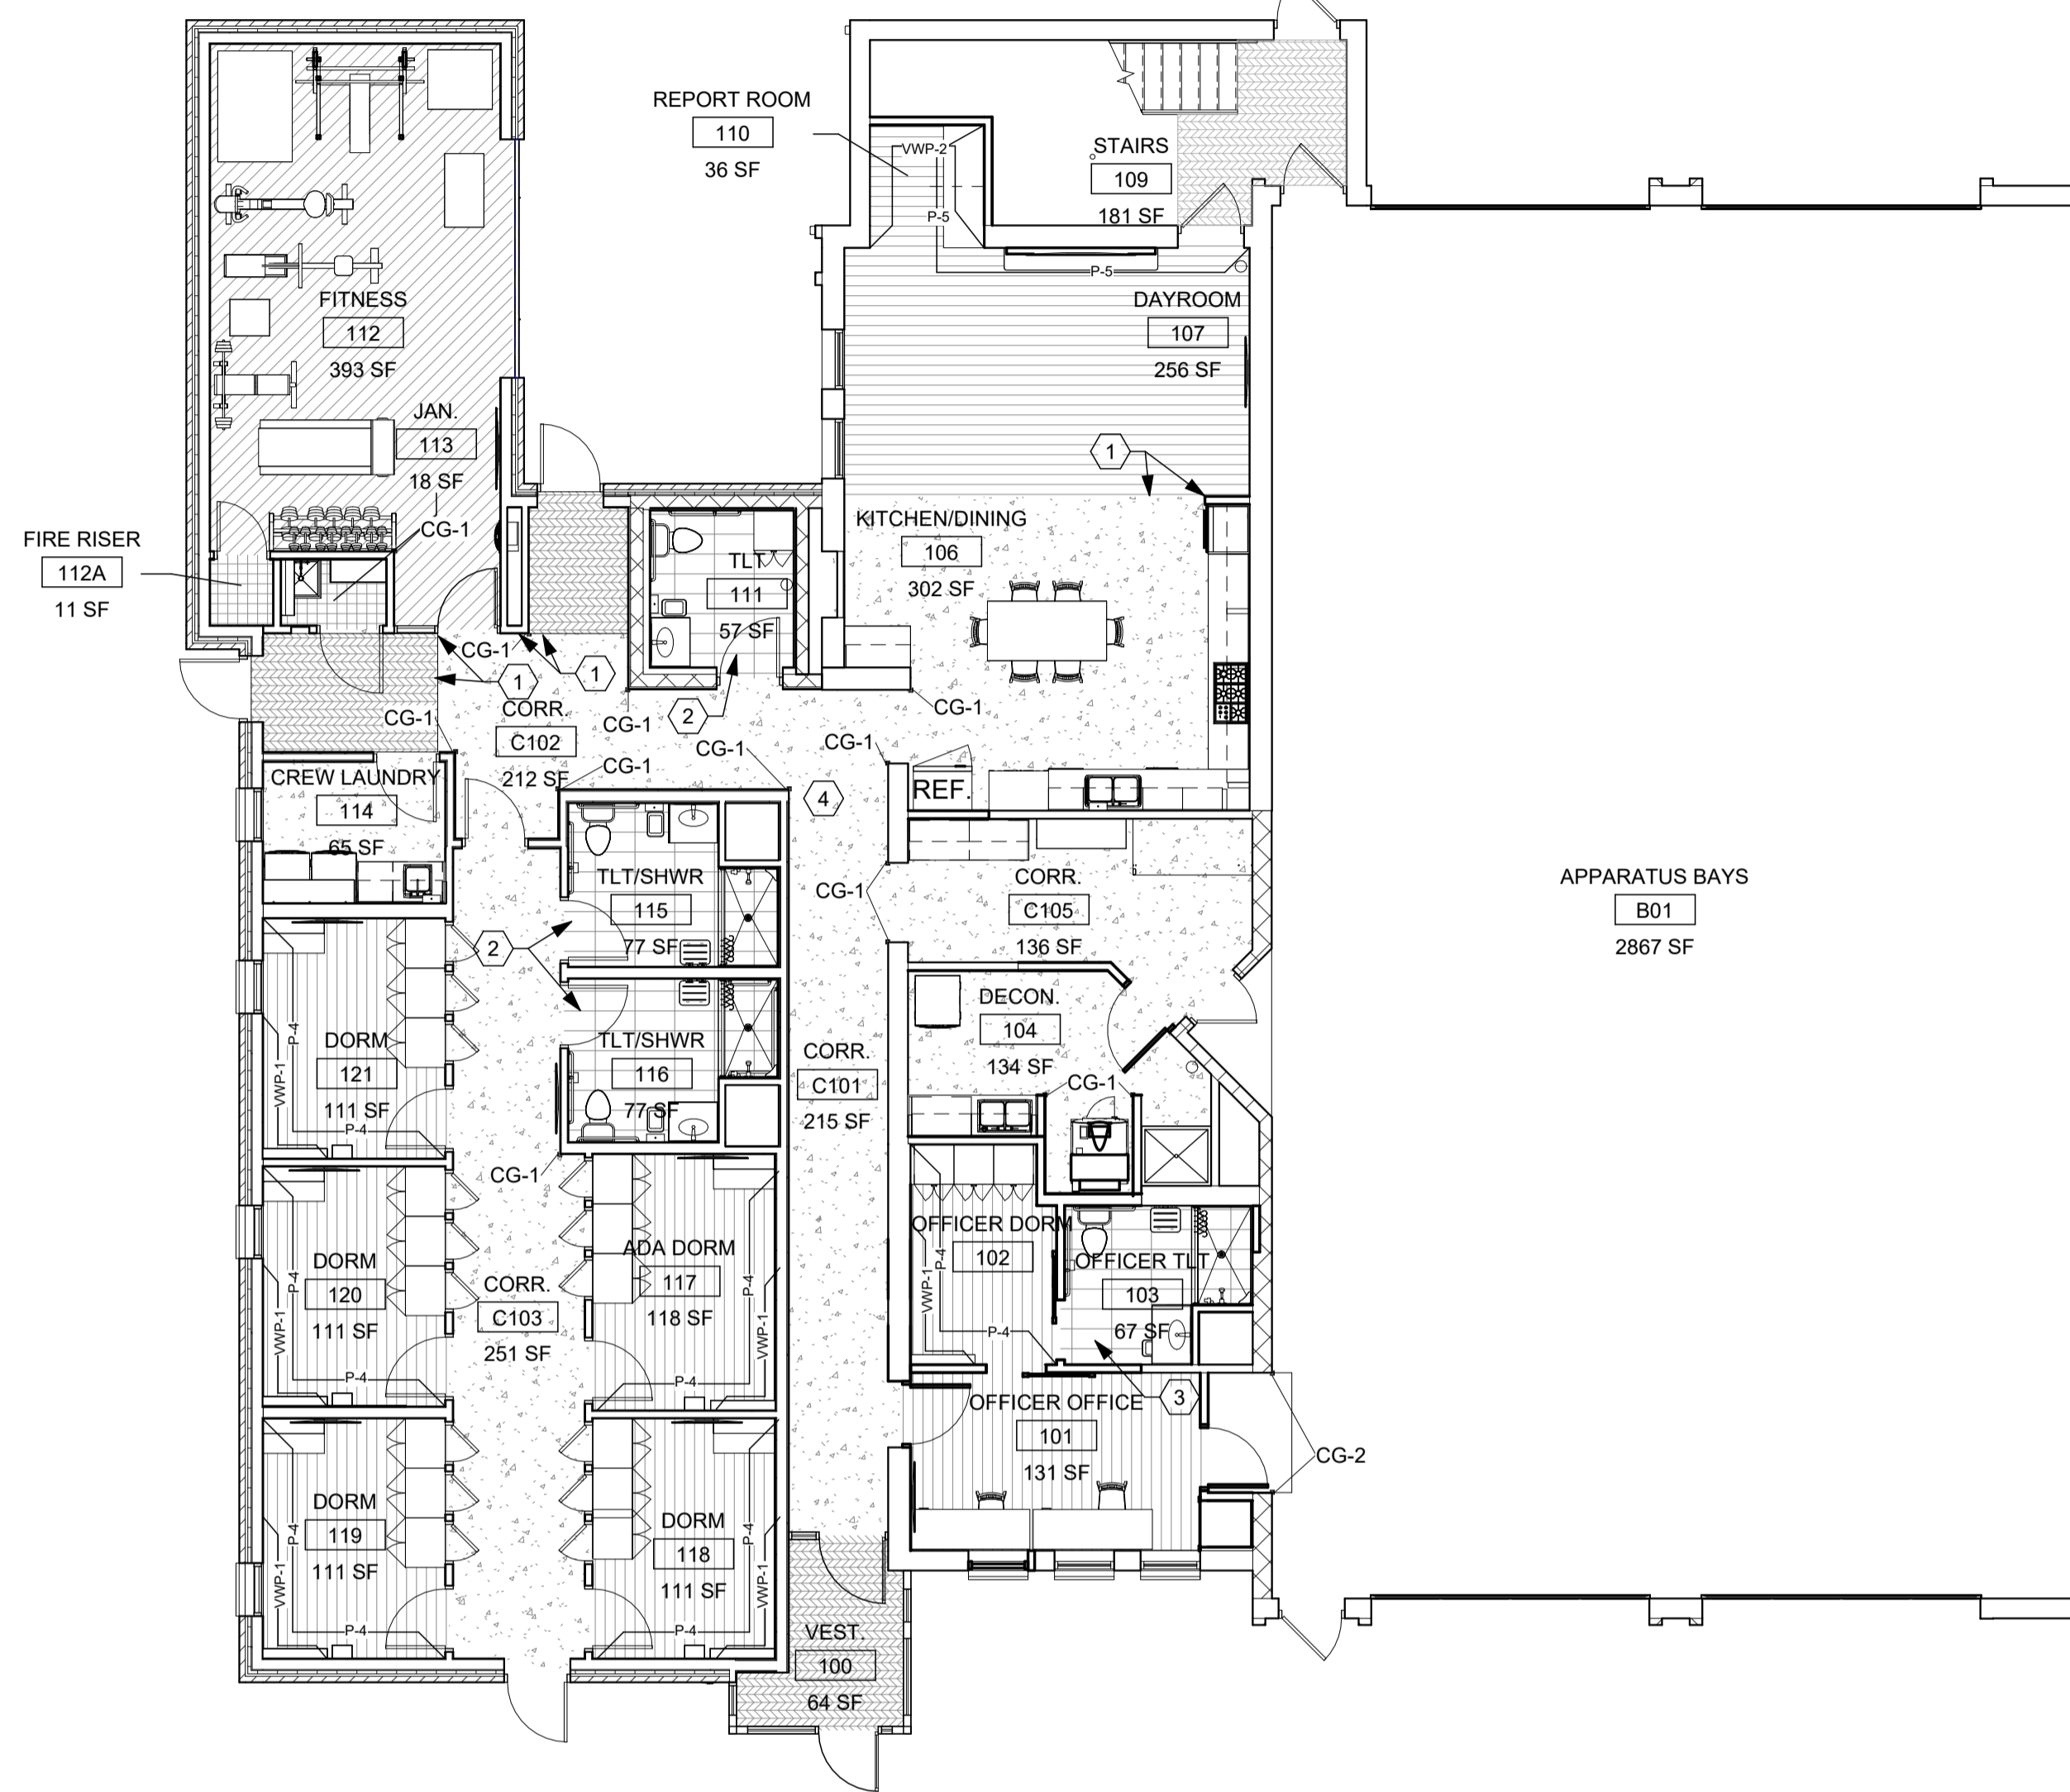 REPORT ROOM
110
36 SF
VWP-2
P-5
P-5
STAIRS
109
181 SF
FITNESS
112
393 SF
DAYROOM
107
256 SF
JAN.
113
18 SF
CG-1
1
FIRE RISER
112A
11 SF
KITCHEN/DINING
106
302 SF
TLT
111
57 SF
CG-1
1
1
2
CG-1
CORR.
C102
212 SF
CG-1
CG-1
CG-1
CG-1
CG-1
4
REF.
CREW LAUNDRY
114
65 SF
TLT/SHWR
115
77 SF
2
CG-1
CORR.
C105
136 SF
APPARATUS BAYS
B01
2867 SF
DECON.
104
134 SF
CG-1
DORM
121
111 SF
VWP-1
P-4
P-4
TLT/SHWR
116
77 SF
CORR.
C101
215 SF
CG-1
DORM
120
111 SF
VWP-1
P-4
P-4
CORR.
C103
251 SF
ADA DORM
117
118 SF
P-4
VWP-1
P-4
OFFICER DORM
102
VWP-1
P-4
P-4
OFFICER TLT
103
67 SF
3
OFFICER OFFICE
101
131 SF
CG-2
DORM
119
111 SF
VWP-1
P-4
P-4
DORM
118
111 SF
P-4
VWP-1
P-4
VEST.
100
64 SF